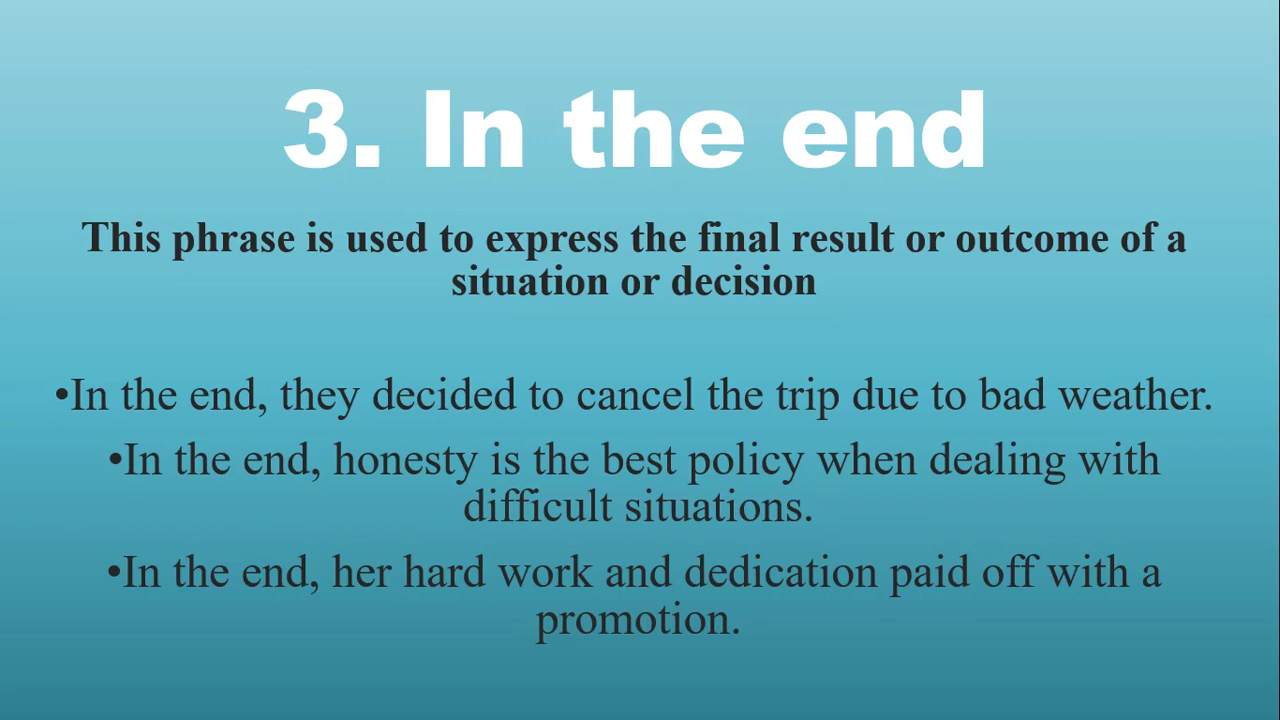 3. In the end
This phrase is used to express the final result or outcome of a
situation or decision
•In the end, they decided to cancel the trip due to bad weather.
•In the end, honesty is the best policy when dealing with
difficult situations.
•In the end, her hard work and dedication paid off with a
promotion.